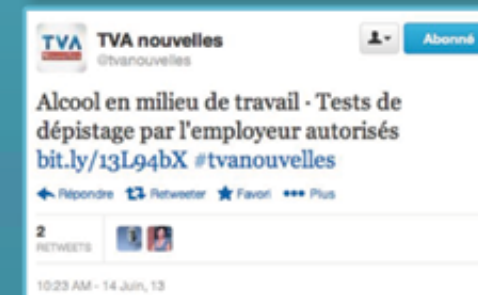 TVA
TVA nouvelles
@tvanouvelles
Abonné
Alcool en milieu de travail - Tests de
dépistage par l'employeur autorisés
bit.ly/13L94bX #tvanouvelles
Répondre Retweeter Favori Plus
2
RETWEETS
10:23 AM - 14 Juin, 13